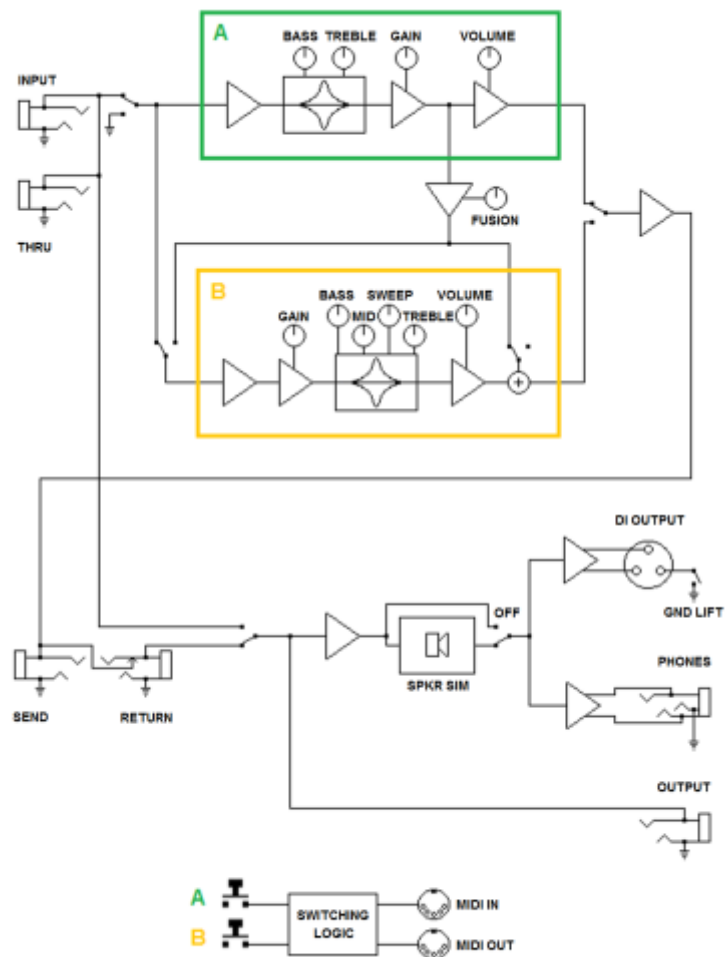 A
BASS TREBLE GAIN VOLUME
INPUT
THRU
FUSION
B
BASS SWEEP VOLUME
GAIN MID TREBLE
DI OUTPUT
OFF
GND LIFT
SPKR SIM
PHONES
SEND RETURN
OUTPUT
A
MIDI IN
SWITCHING
LOGIC
B
MIDI OUT